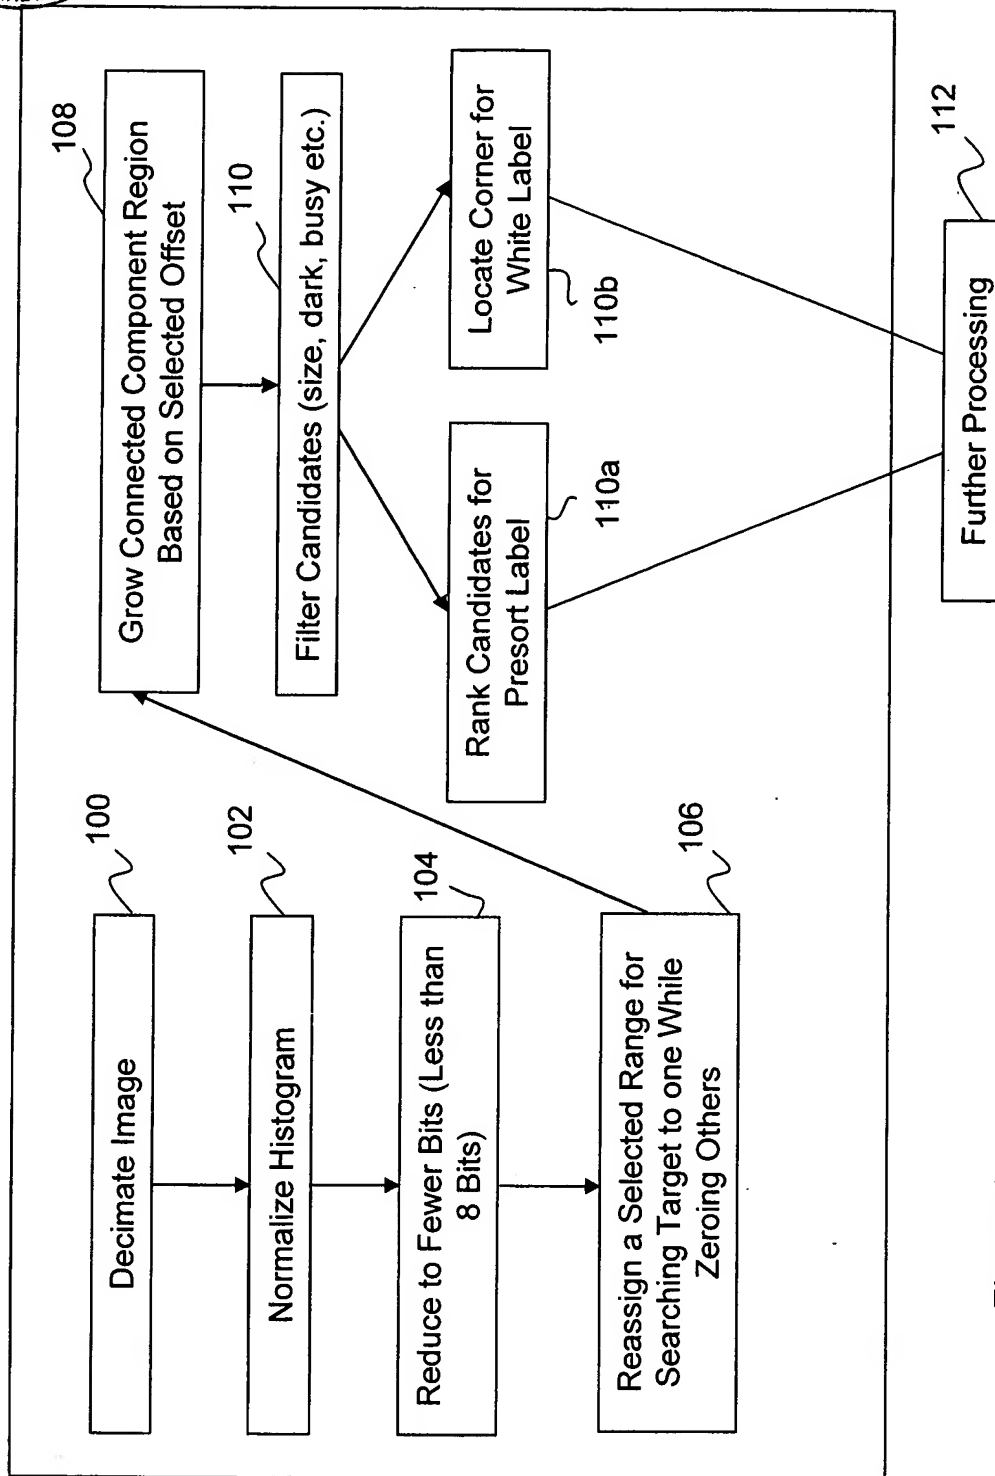 100
Decimate Image
102
Normalize Histogram
104
Reduce to Fewer Bits (Less than
8 Bits)
106
Reassign a Selected Range for
Searching Target to one While
Zeroing Others
108
Grow Connected Component Region
Based on Selected Offset
110
Filter Candidates (size, dark, busy etc.)
Rank Candidates for
Presort Label
110a
Locate Corner for
White Label
110b
112
Further Processing